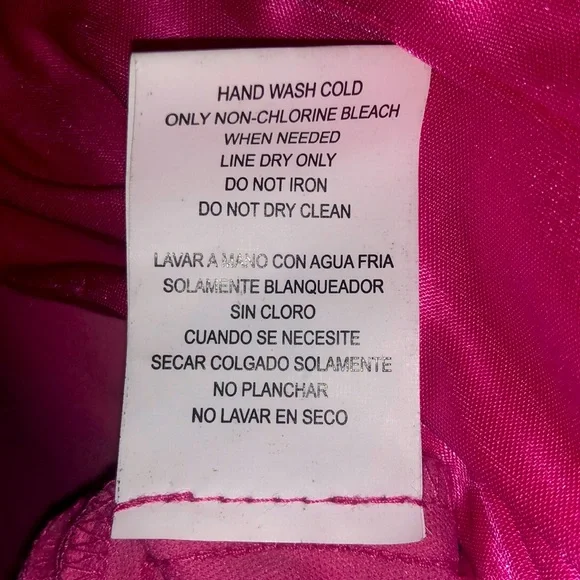 HAND WASH COLD
ONLY NON-CHLORINE BLEACH
WHEN NEEDED
LINE DRY ONLY
DO NOT IRON
DO NOT DRY CLEAN
LAVAR A MANO CON AGUA FRIA
SOLAMENTE BLANQUEADOR
SIN CLORO
CUANDO SE NECESITE
SECAR COLGADO SOLAMENTE
NO PLANCHAR
NO LAVAR EN SECO